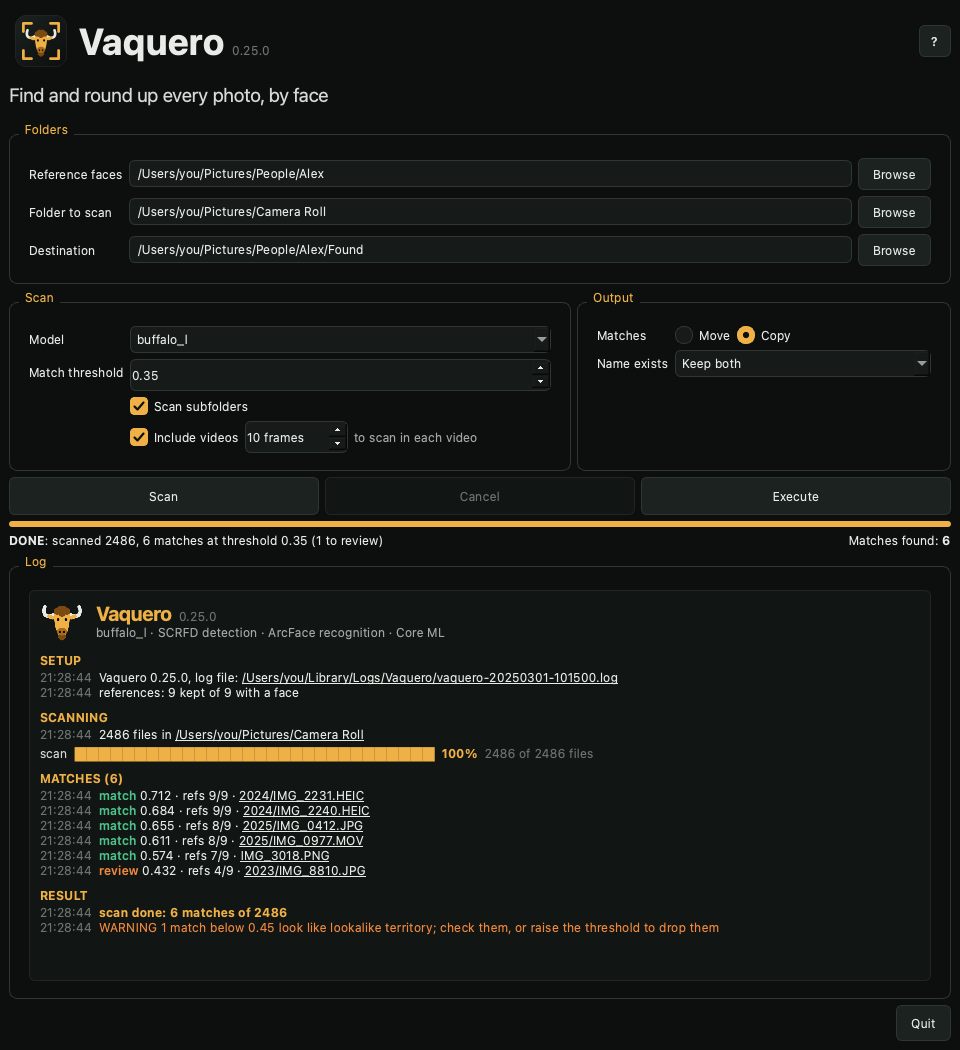 Vaquero 0.25.0
?
Find and round up every photo, by face
Folders
Reference faces /Users/you/Pictures/People/Alex Browse
Folder to scan /Users/you/Pictures/Camera Roll Browse
Destination /Users/you/Pictures/People/Alex/Found Browse
Scan
Model buffalo_l
Match threshold 0.35
Scan subfolders
Include videos 10 frames to scan in each video
Output
Matches Move Copy
Name exists Keep both
Scan Cancel Execute
DONE: scanned 2486, 6 matches at threshold 0.35 (1 to review) Matches found: 6
Log
Vaquero 0.25.0
buffalo_l · SCRFD detection · ArcFace recognition · Core ML
SETUP
21:28:44 Vaquero 0.25.0, log file: /Users/you/Library/Logs/Vaquero/vaquero-20250301-101500.log
21:28:44 references: 9 kept of 9 with a face
SCANNING
21:28:44 2486 files in /Users/you/Pictures/Camera Roll
scan 100% 2486 of 2486 files
MATCHES (6)
21:28:44 match 0.712 · refs 9/9 · 2024/IMG_2231.HEIC
21:28:44 match 0.684 · refs 9/9 · 2024/IMG_2240.HEIC
21:28:44 match 0.655 · refs 8/9 · 2025/IMG_0412.JPG
21:28:44 match 0.611 · refs 8/9 · 2025/IMG_0977.MOV
21:28:44 match 0.574 · refs 7/9 · IMG_3018.PNG
21:28:44 review 0.432 · refs 4/9 · 2023/IMG_8810.JPG
RESULT
21:28:44 scan done: 6 matches of 2486
21:28:44 WARNING 1 match below 0.45 look like lookalike territory; check them, or raise the threshold to drop them
Quit